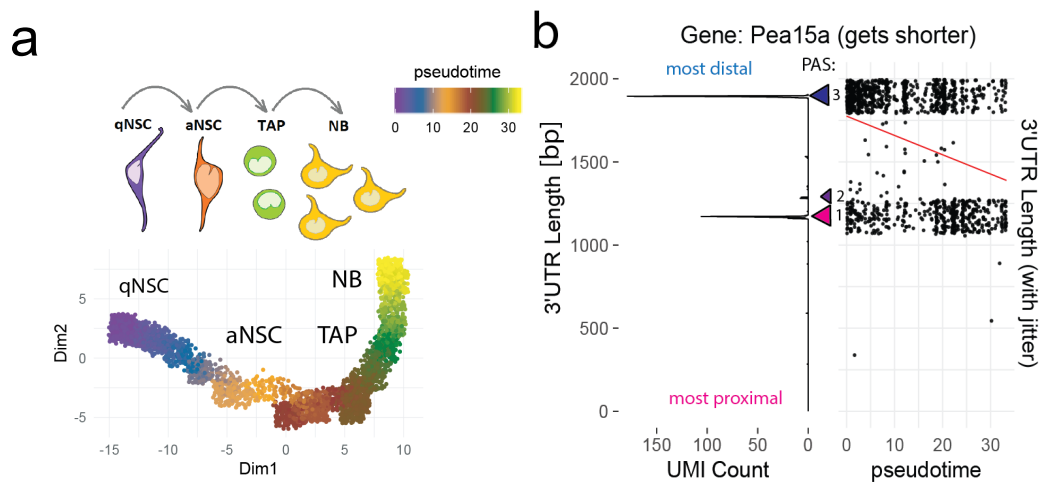 a
pseudotime
0 10 20 30
qNSC aNSC TAP NB
qNSC
aNSC
TAP
NB
5
0
-5
Dim2
-15 -10 -5 0 5 10
Dim1
b
Gene: Pea15a (gets shorter)
most distal
PAS:
3
2
1
2000
1500
1000
500
0
3'UTR Length [bp]
most proximal
150 100 50 0
UMI Count
0 10 20 30
pseudotime
3'UTR Length (with jitter)